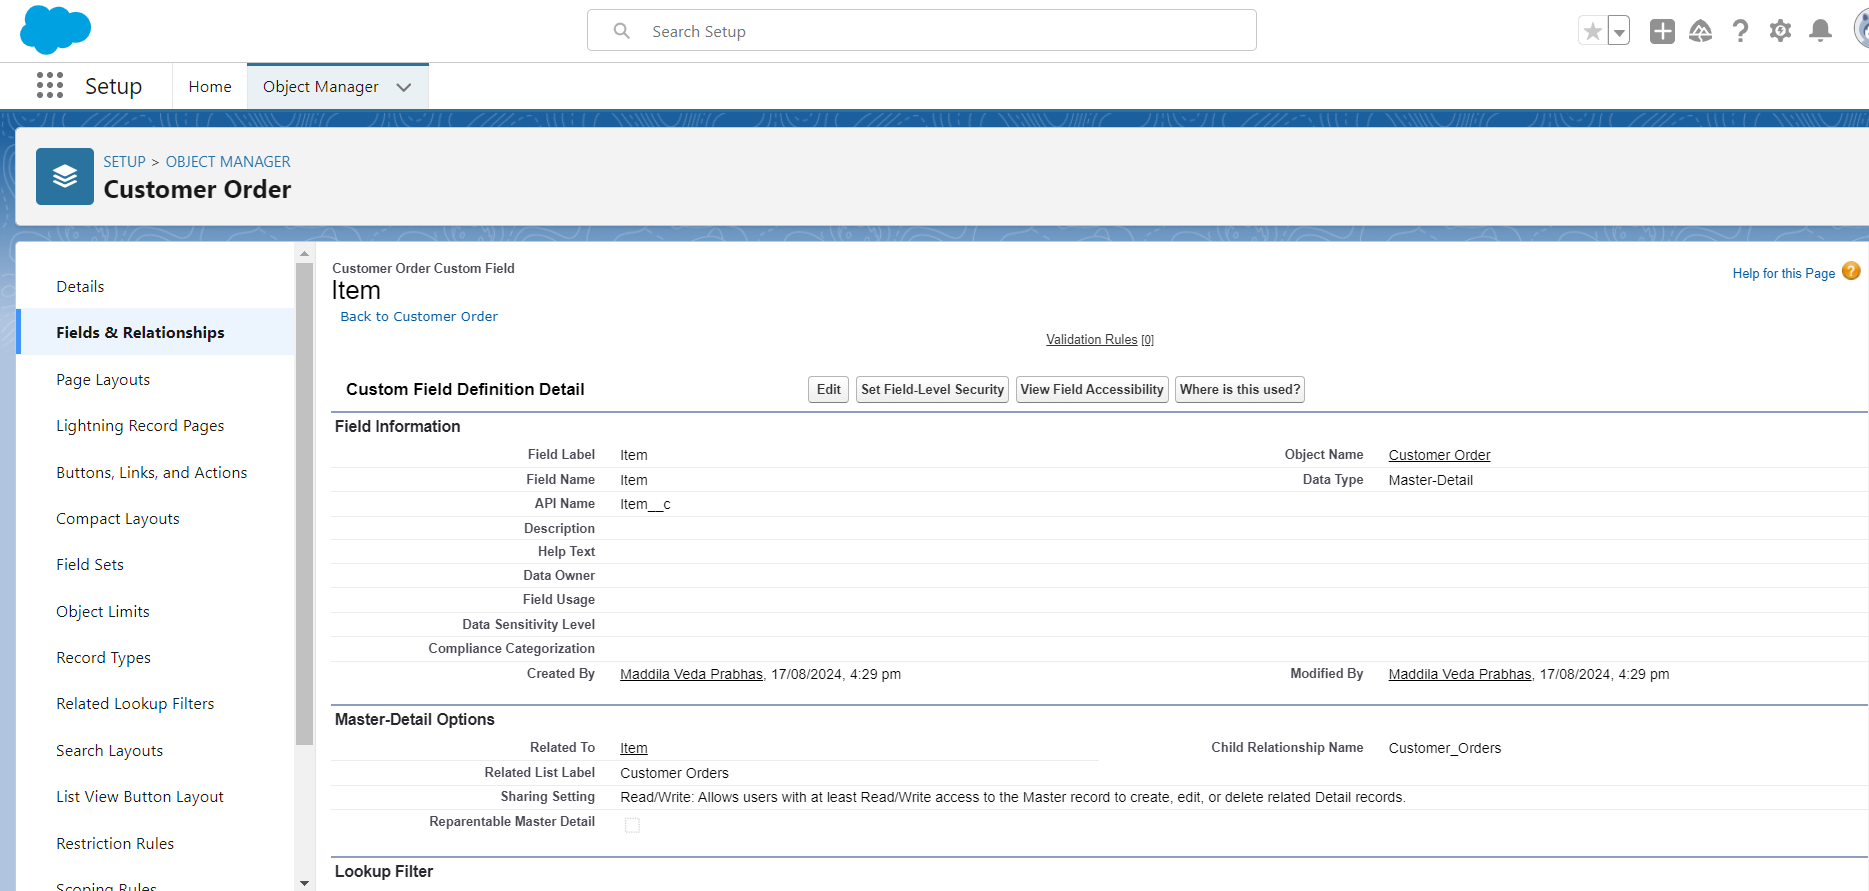 Search Setup
Setup
Home
Object Manager
SETUP > OBJECT MANAGER
Customer Order
Details
Fields & Relationships
Page Layouts
Lightning Record Pages
Buttons, Links, and Actions
Compact Layouts
Field Sets
Object Limits
Record Types
Related Lookup Filters
Search Layouts
List View Button Layout
Restriction Rules
Scoping Rules
Customer Order Custom Field
Item
Back to Customer Order
Help for this Page ?
Validation Rules [0]
Custom Field Definition Detail
Edit
Set Field-Level Security
View Field Accessibility
Where is this used?
Field Information
Field Label Item Object Name Customer Order
Field Name Item Data Type Master-Detail
API Name Item__c
Description
Help Text
Data Owner
Field Usage
Data Sensitivity Level
Compliance Categorization
Created By Maddila Veda Prabhas, 17/08/2024, 4:29 pm Modified By Maddila Veda Prabhas, 17/08/2024, 4:29 pm
Master-Detail Options
Related To Item Child Relationship Name Customer_Orders
Related List Label Customer Orders
Sharing Setting Read/Write: Allows users with at least Read/Write access to the Master record to create, edit, or delete related Detail records.
Reparentable Master Detail
Lookup Filter